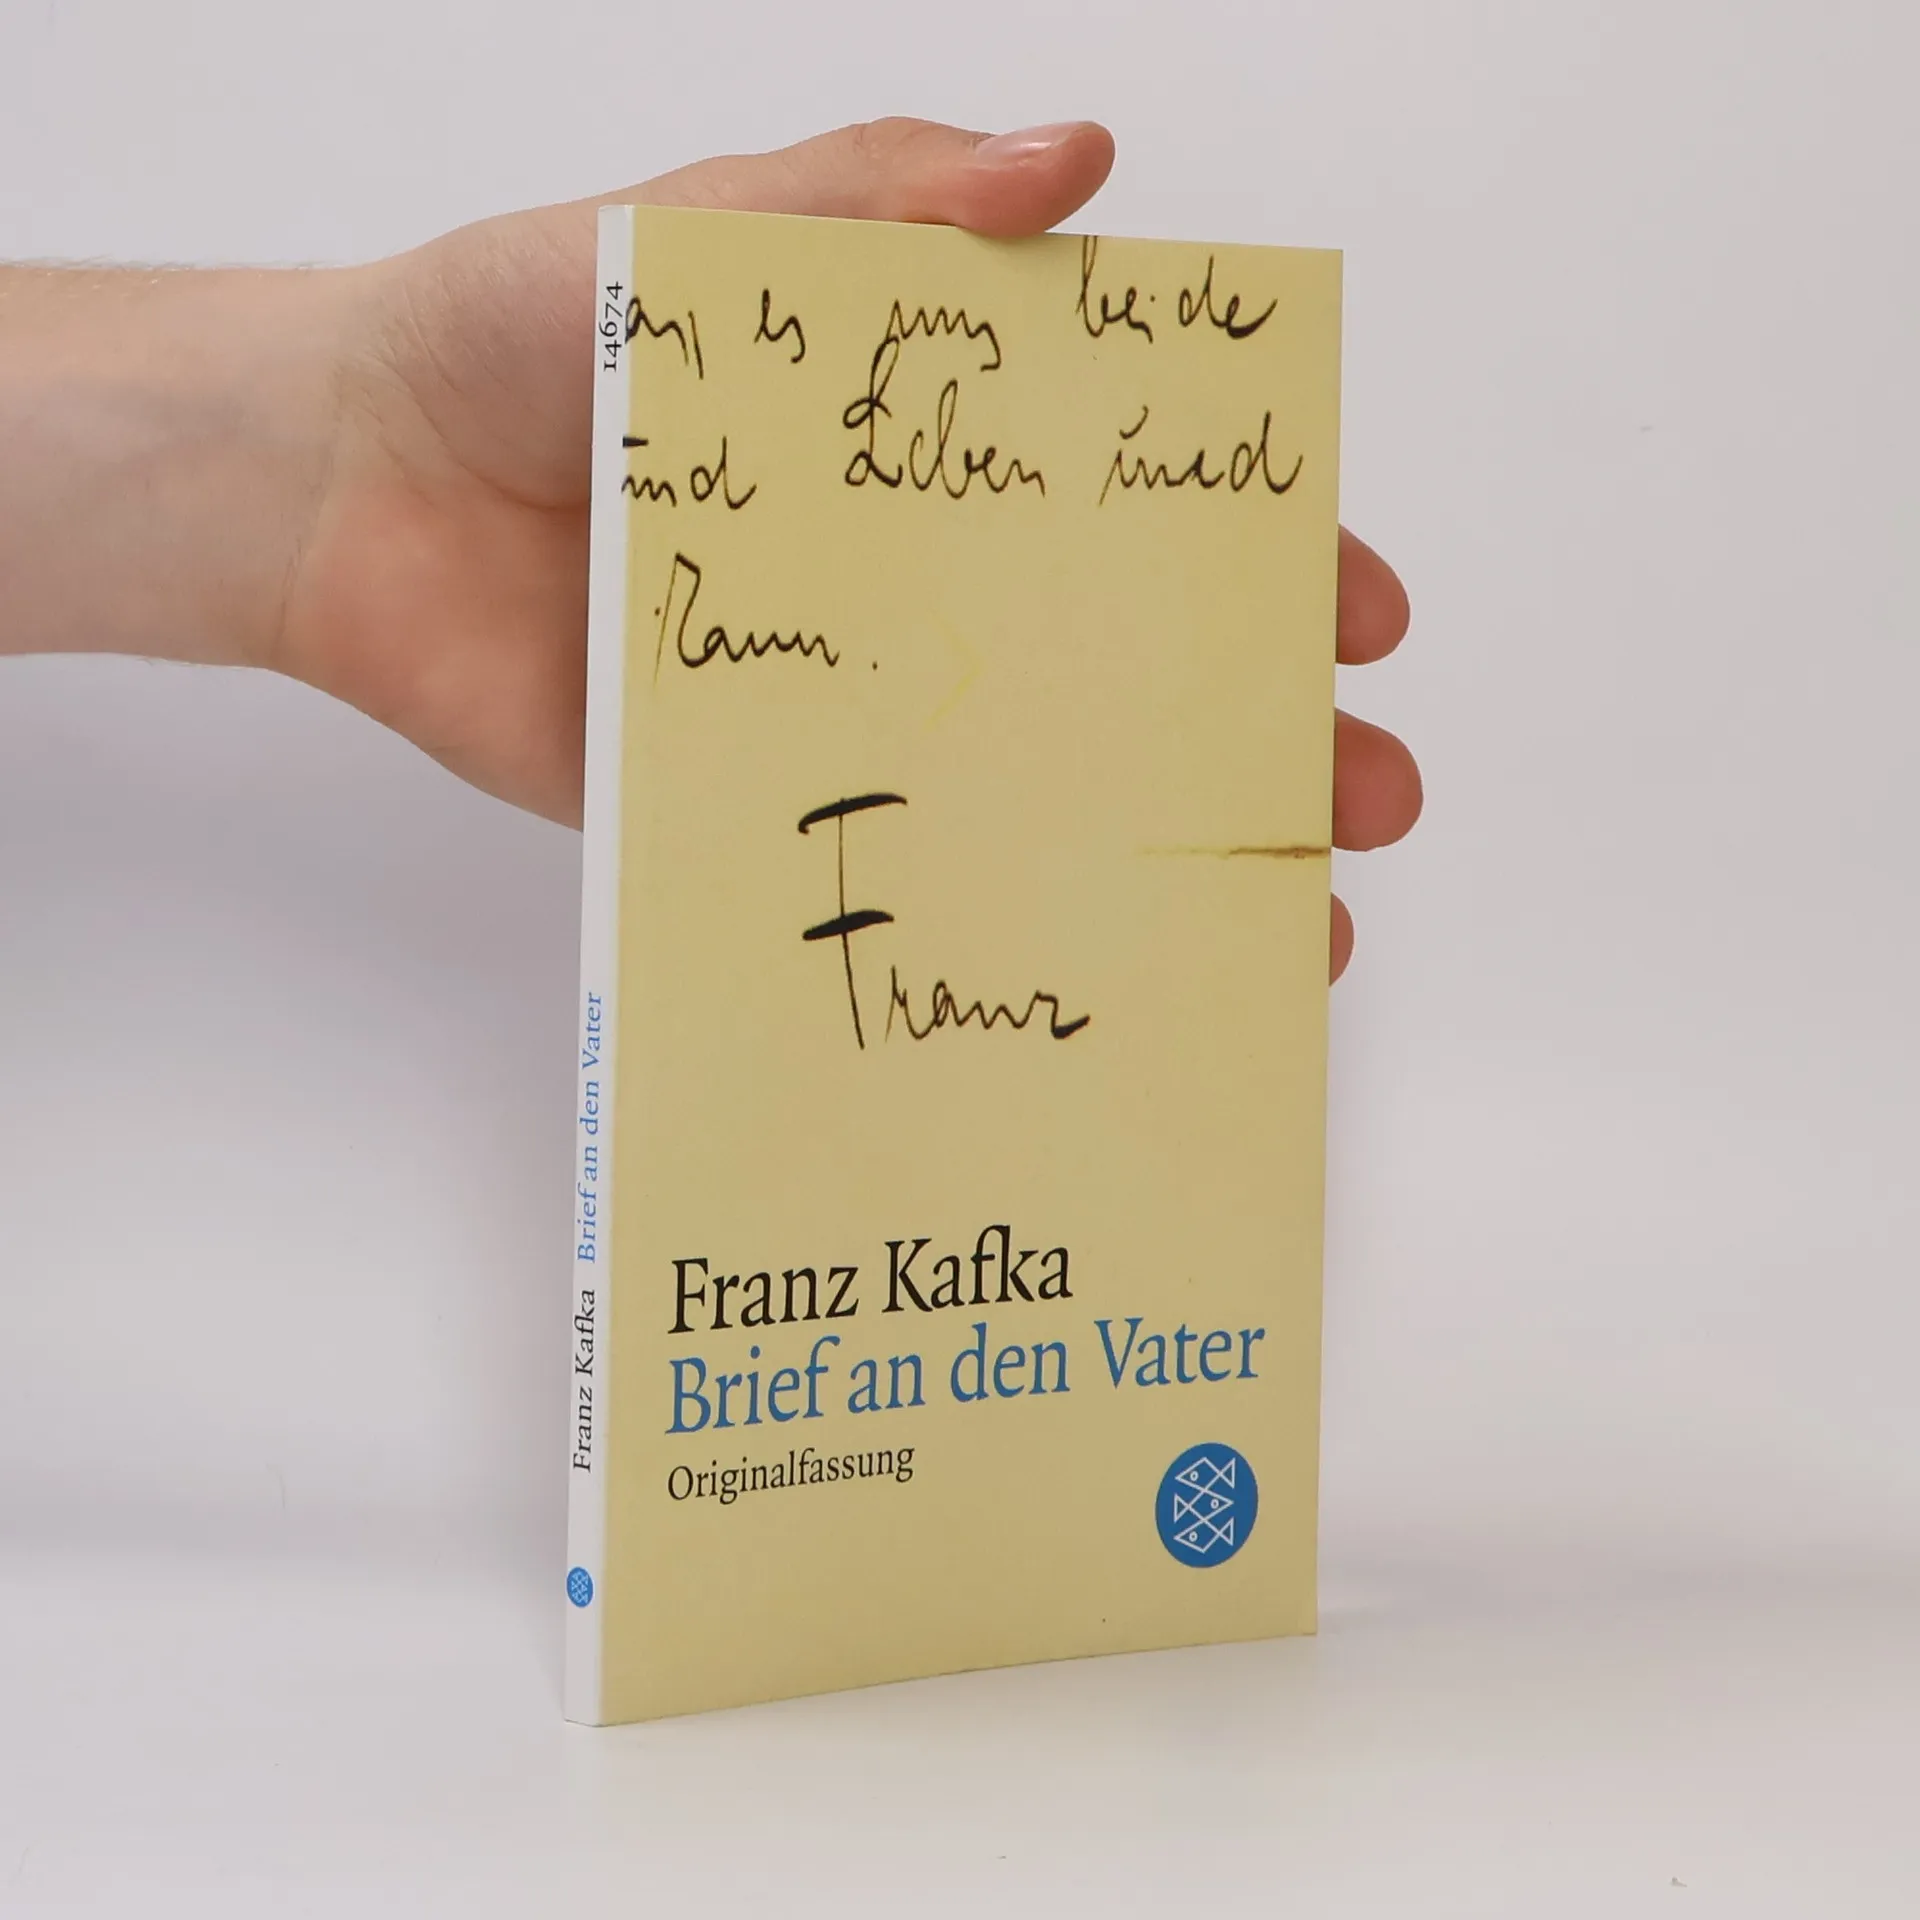 14674
es uns beide
und Leben und
kann.
Franz
Franz Kafka
Brief an den Vater
Originalfassung
Franz Kafka Brief an den Vater